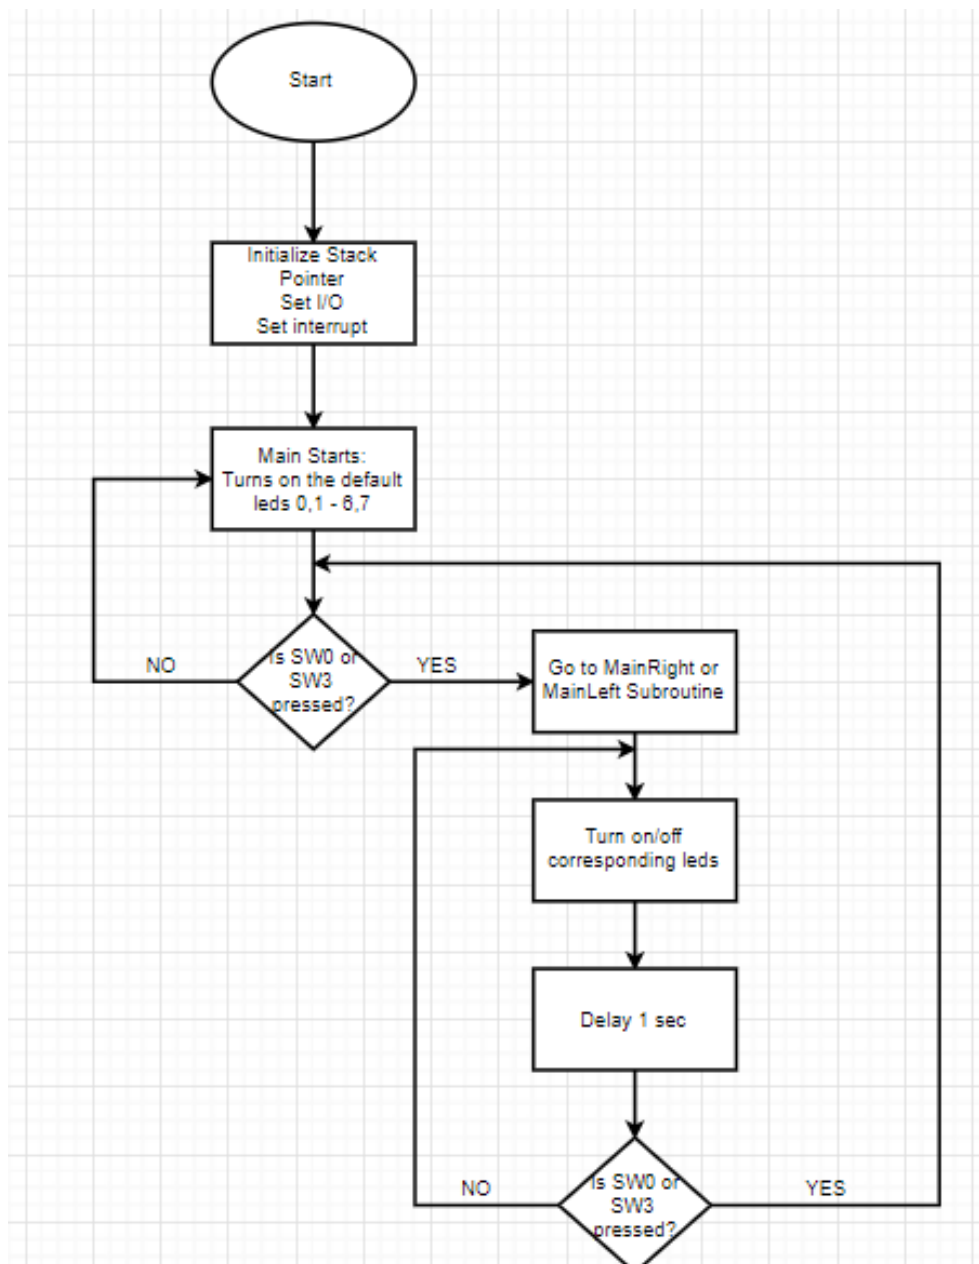 Start
Initialize Stack
Pointer
Set I/O
Set interrupt
Main Starts:
Turns on the default
leds 0,1 - 6,7
Is SW0 or
SW3
pressed?
NO
YES
Go to MainRight or
MainLeft Subroutine
Turn on/off
corresponding leds
Delay 1 sec
Is SW0 or
SW3
pressed?
NO
YES